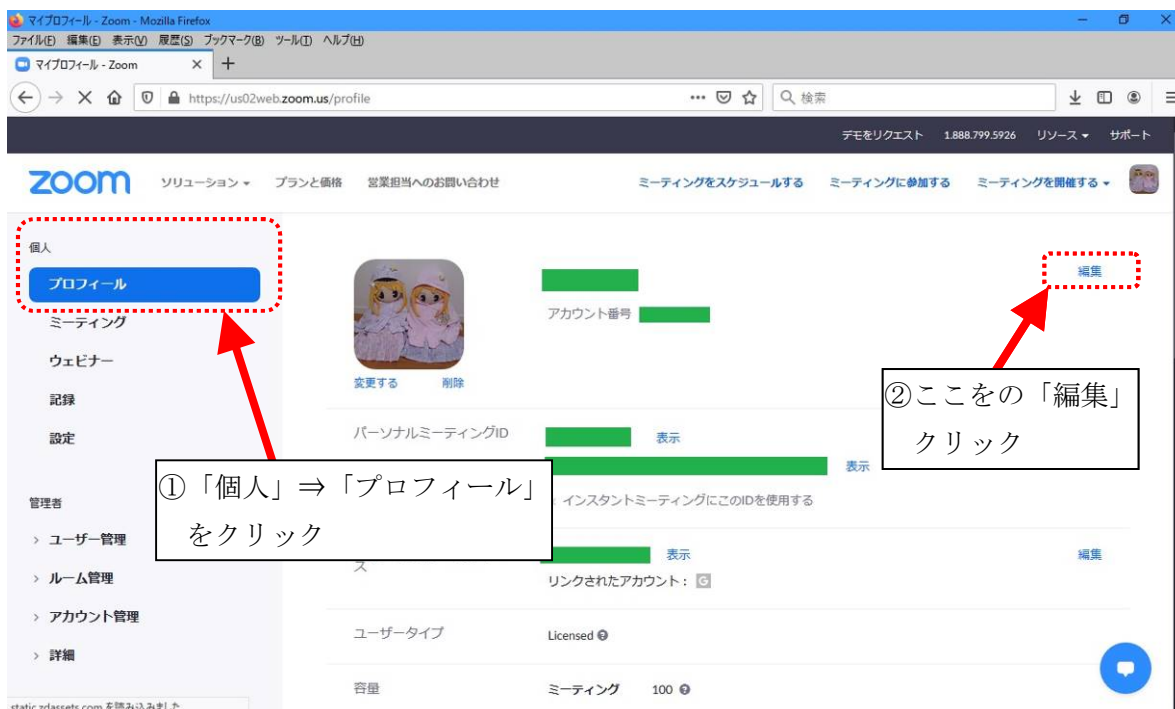 マイプロフィール - Zoom - Mozilla Firefox
ファイル(F) 編集(E) 表示(V) 履歴(S) ブックマーク(B) ツール(T) ヘルプ(H)
マイプロフィール - Zoom
https://us02web.zoom.us/profile
検索
デモをリクエスト 1.888.799.5926 リソース サポート
zoom ソリューション プランと価格 営業担当へのお問い合わせ ミーティングをスケジュールする ミーティングに参加する ミーティングを開催する
個人
プロフィール
ミーティング
ウェビナー
記録
設定
管理者
ユーザー管理
ルーム管理
アカウント管理
詳細
編集
アカウント番号
変更する 削除
②ここをの「編集」
クリック
パーソナルミーティングID 表示
表示
①「個人」⇒「プロフィール」
をクリック
インスタントミーティングにこのIDを使用する
表示 編集
ス
リンクされたアカウント: G
ユーザータイプ Licensed
容量 ミーティング 100
static.zdassets.com を読み込みました